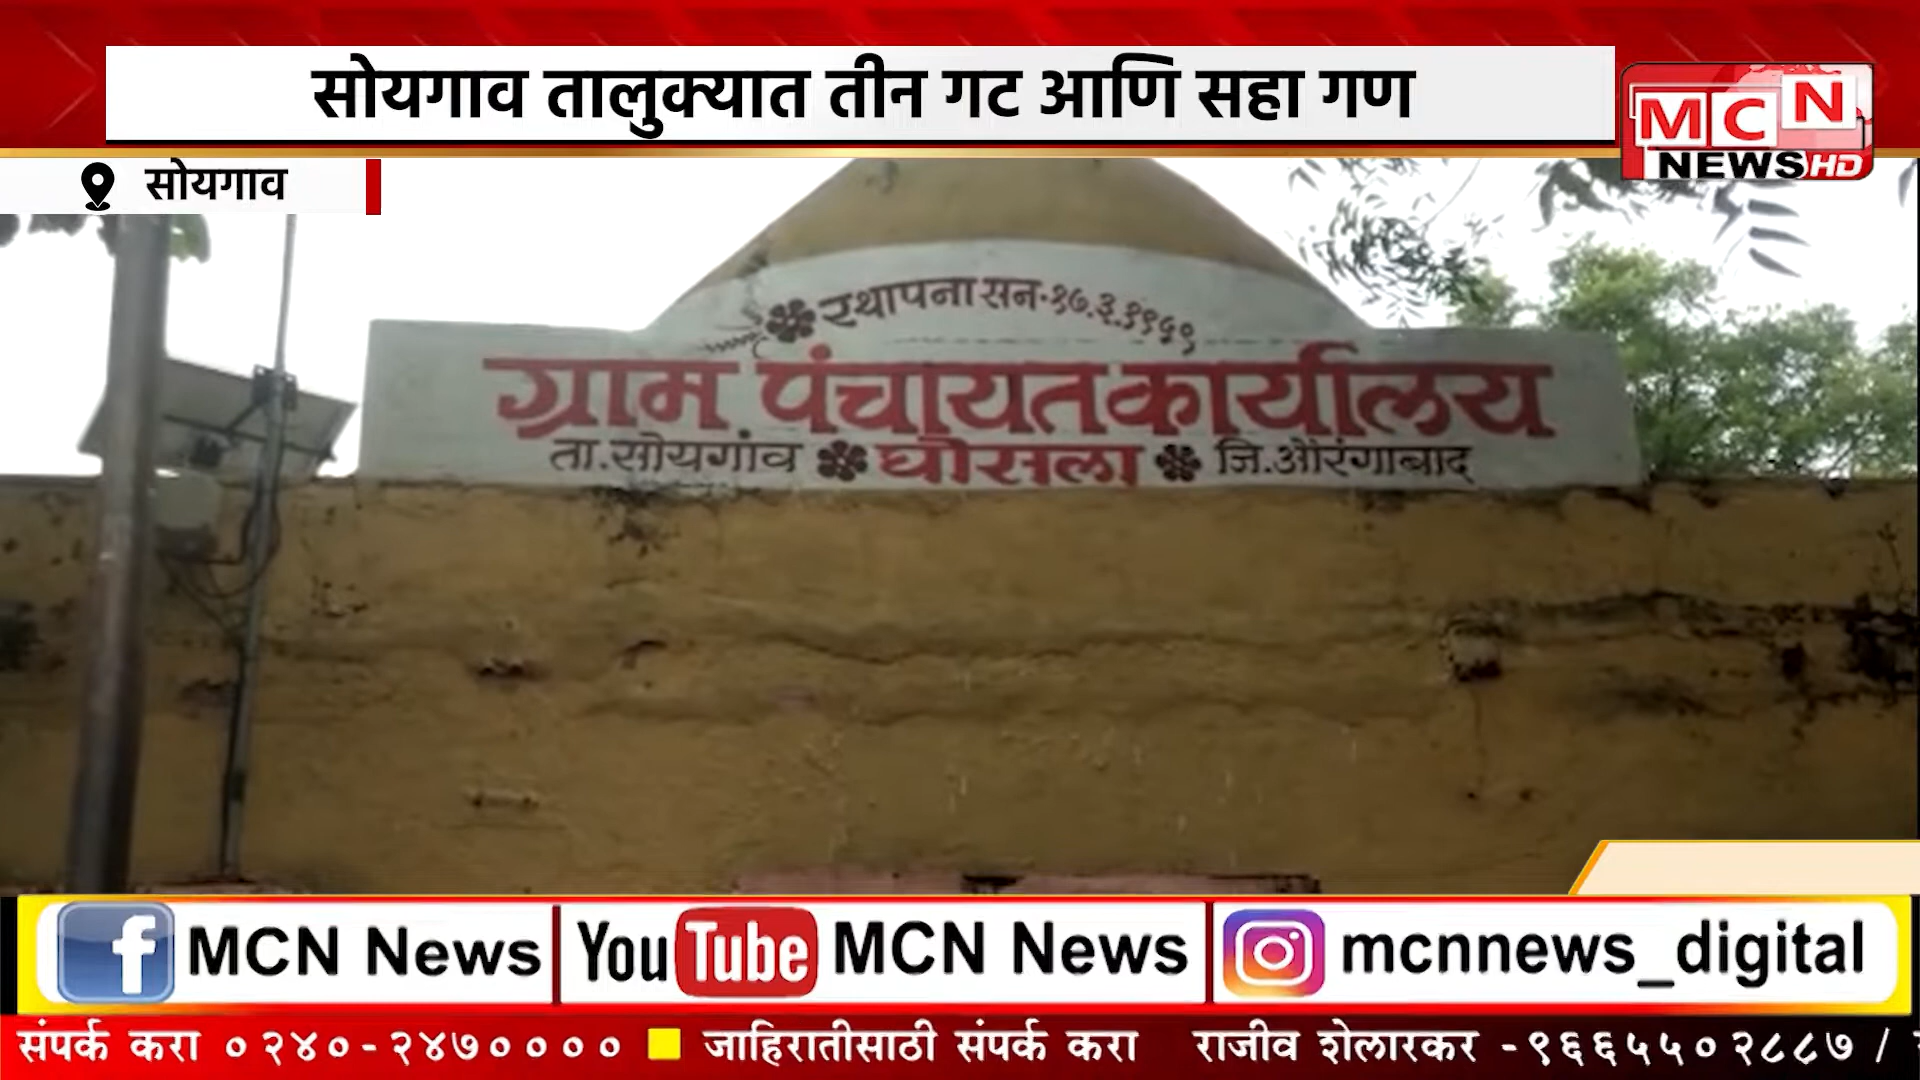 सोयगाव तालुक्यात तीन गट आणि सहा गण
MCN
NEWS HD
सोयगाव
स्थापना सन-१७.३.१९५९
ग्राम पंचायत कार्यालय
ता.सोयगांव घोसला जि.औरंगाबाद
MCN News YouTube MCN News mcnnews_digital
संपर्क करा ०२४०-२४७०००० जाहिरातीसाठी संपर्क करा राजीव शेलारकर -९६६५५०२८८७ /